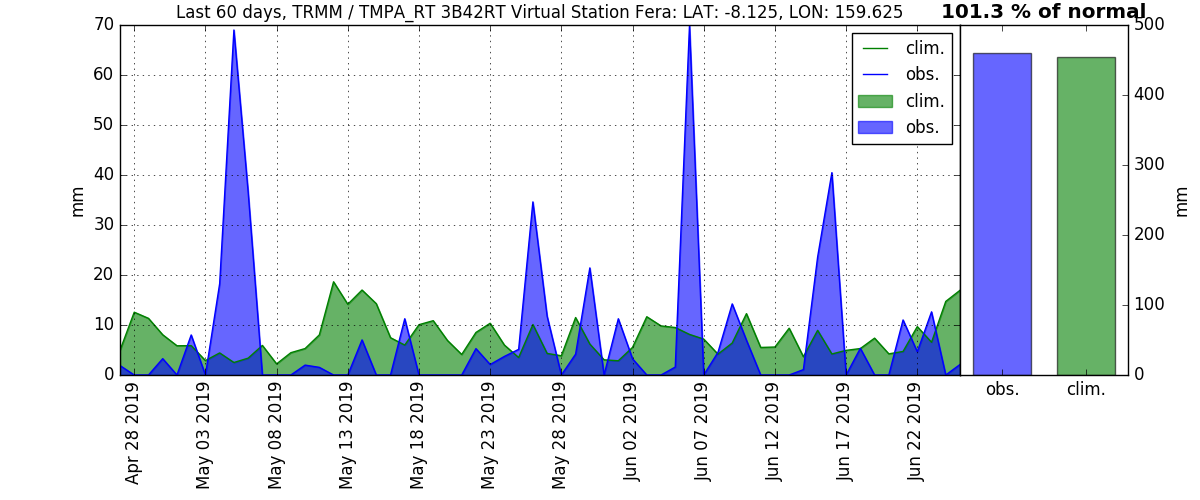 Last 60 days, TRMM / TMPA_RT 3B42RT Virtual Station Fera: LAT: -8.125, LON: 159.625
101.3 % of normal
70
60
50
40
30
20
10
0
mm
clim.
obs.
clim.
obs.
Apr 28 2019
May 03 2019
May 08 2019
May 13 2019
May 18 2019
May 23 2019
May 28 2019
Jun 02 2019
Jun 07 2019
Jun 12 2019
Jun 17 2019
Jun 22 2019
500
400
300
200
100
0
mm
obs.
clim.